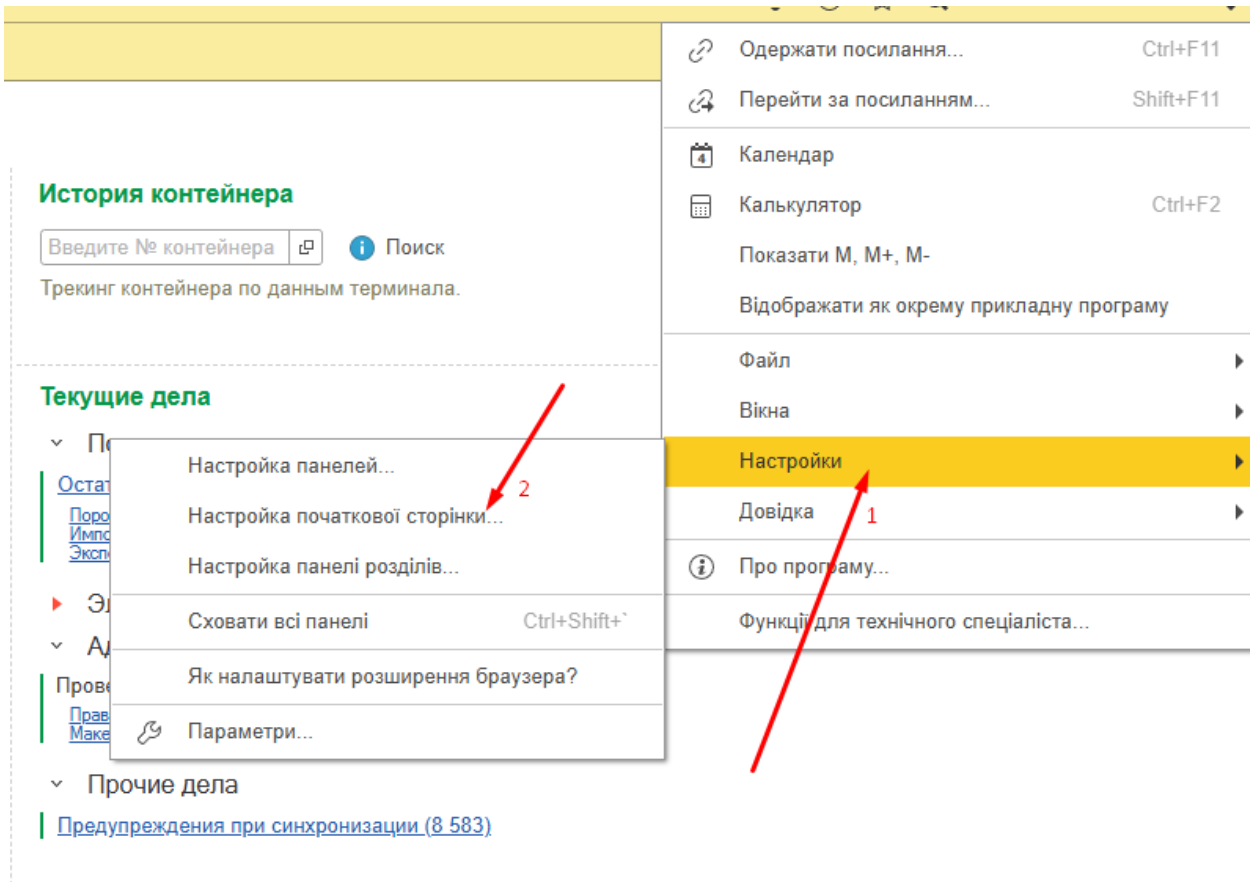 Одержати посилання... Ctrl+F11
Перейти за посиланням... Shift+F11
4 Календар
Калькулятор Ctrl+F2
Показати M, M+, M-
Відображати як окрему прикладну програму
Файл
Вікна
Настройки
Довідка 1
Про програму...
Функції для технічного спеціаліста...
История контейнера
Введите № контейнера Поиск
Трекинг контейнера по данным терминала.
Текущие дела
Настройка панелей...
2
Настройка початкової сторінки...
Настройка панелі розділів...
Сховати всі панелі Ctrl+Shift+`
Як налаштувати розширення браузера?
Параметри...
Прочие дела
Предупреждения при синхронизации (8 583)